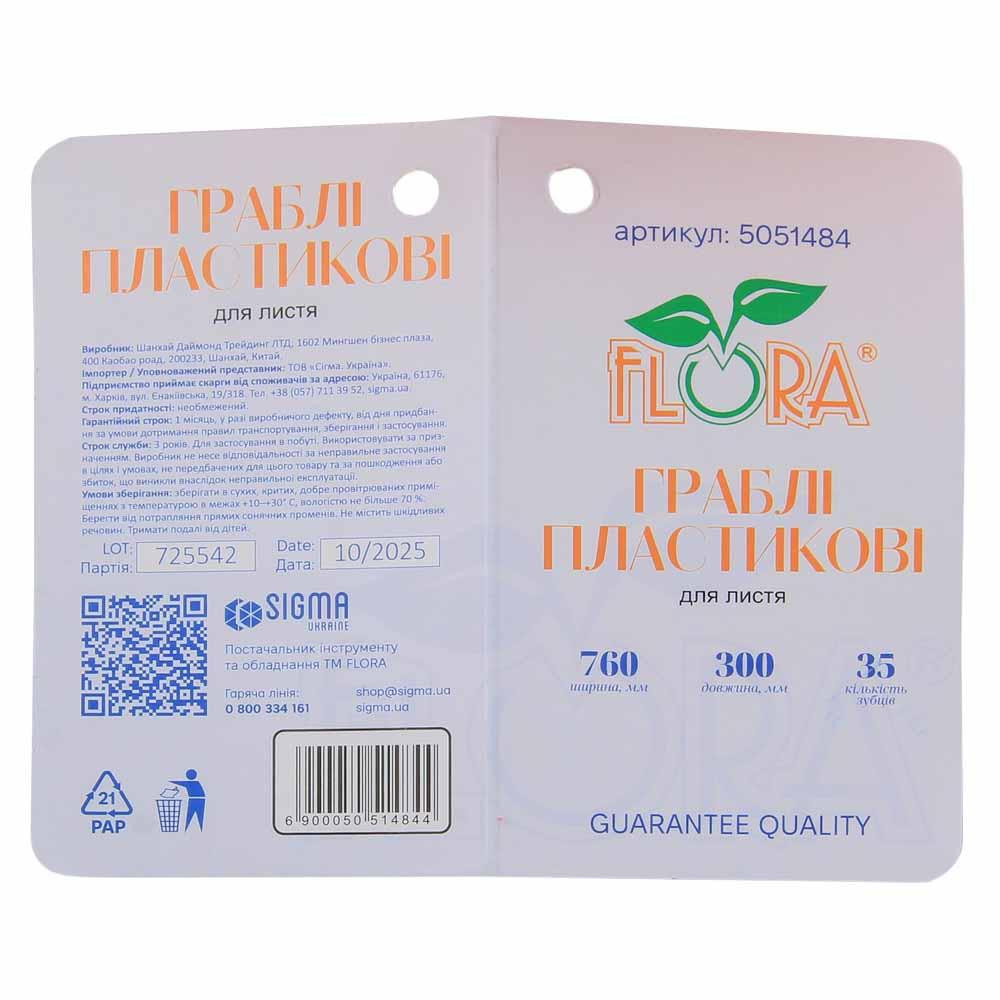 ГРАБЛІ
ПЛАСТИКОВІ
для листя
Виробник: Шанхай Даймонд Трейдинг ЛТД, 1602 Мингшен бізнес плаза,
400 Каобао роад, 200233, Шанхай, Китай.
Імпортер / Уповноважений представник: ТОВ «Сігма. Україна».
Підприємство приймає скарги від споживачів за адресою: Україна, 61176,
м. Харків, вул. Енакіївська, 19/318. Тел. +38 (057) 711 39 52, sigma.ua.
Строк придатності: необмежений.
Гарантійний строк: 1 місяць, у разі виробничого дефекту, від дня придбан-
ня за умови дотримання правил транспортування, зберігання і застосування.
Строк служби: 3 років. Для застосування в побуті. Використовувати за приз-
наченням. Виробник не несе відповідальності за неправильне застосування
в цілях і умовах, не передбачених для цього товару та за пошкодження або
збиток, що виникли внаслідок неправильної експлуатації.
Умови зберігання: зберігати в сухих, критих, добре провітрюваних примі-
щеннях з температурою в межах +10→+30° С, вологістю не більше 70 %.
Берегти від потрапляння прямих сонячних променів. Не містить шкідливих
речовин. Тримати подалі від дітей.
LOT:
Партія: 725542
Date:
Дата: 10/2025
SIGMA
UKRAINE
Постачальник інструменту
та обладнання ТМ FLORA
Гаряча лінія: shop@sigma.ua
0 800 334 161 sigma.ua
21
PAP
6 900050 514844
артикул: 5051484
FLORA®
ГРАБЛІ
ПЛАСТИКОВІ
для листя
760 300 35
ширина, мм довжина, мм кількість
зубців
GUARANTEE QUALITY